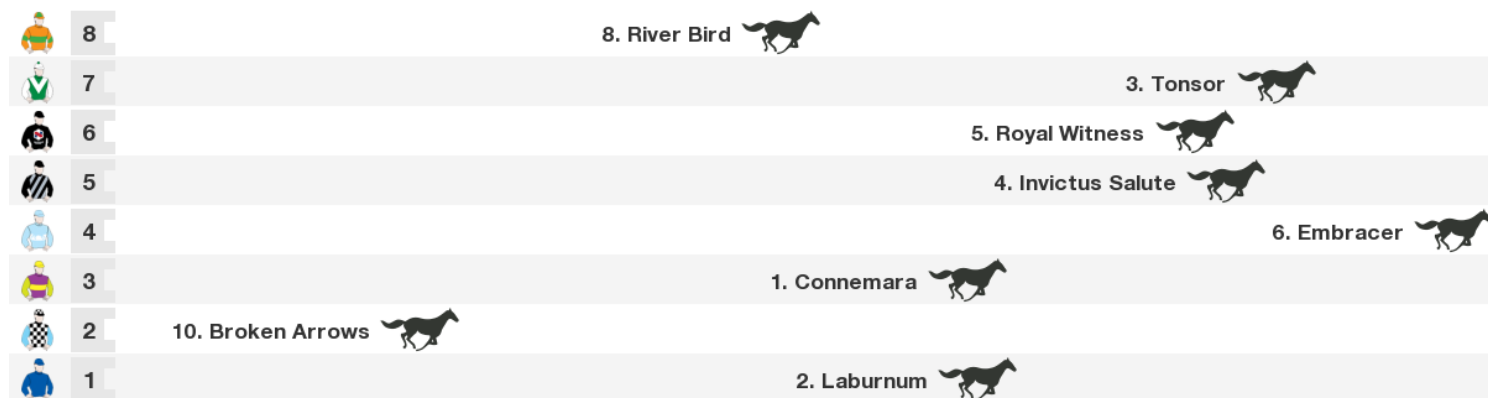 8 8. River Bird
7 3. Tonsor
6 5. Royal Witness
5 4. Invictus Salute
4 6. Embracer
3 1. Connemara
2 10. Broken Arrows
1 2. Laburnum